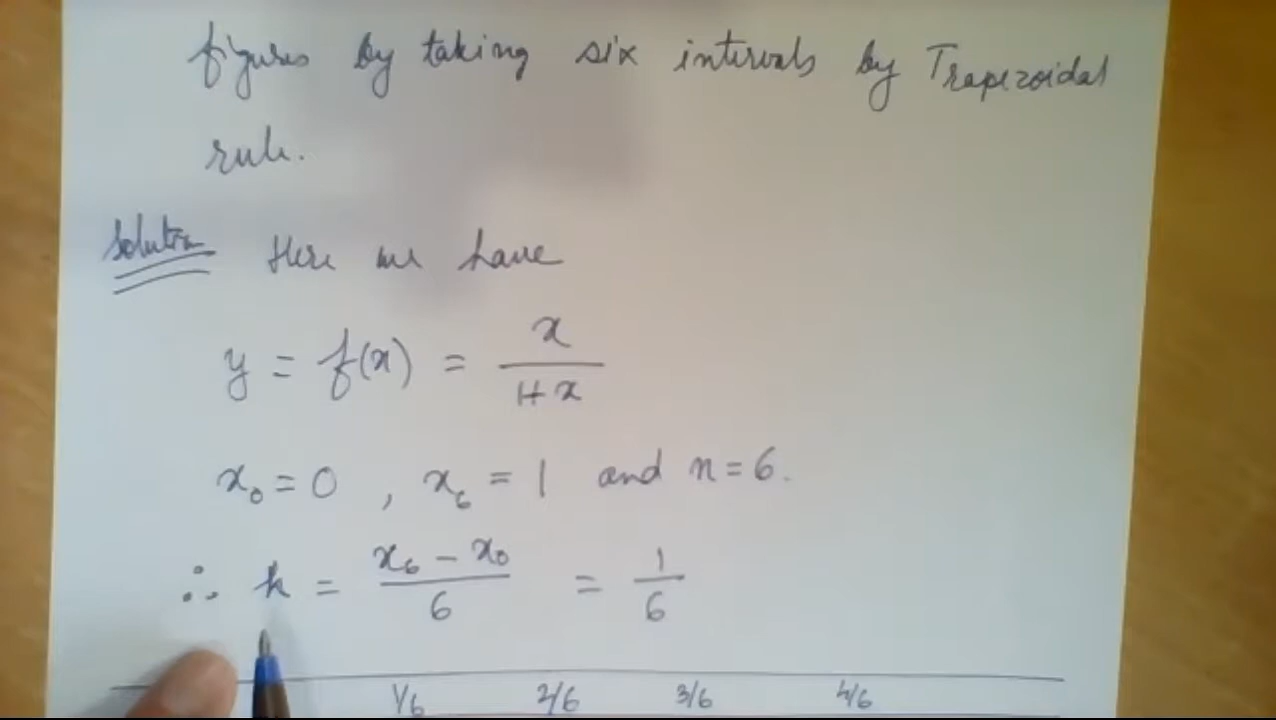 figures by taking six intervals by Trapezoidal
rule.
Solution Here we have
y = f(x) = x / 1+x
x₀ = 0 , x₆ = 1 and n = 6.
∴ h = x₆ - x₀ / 6 = 1 / 6
1/6 2/6 3/6 4/6